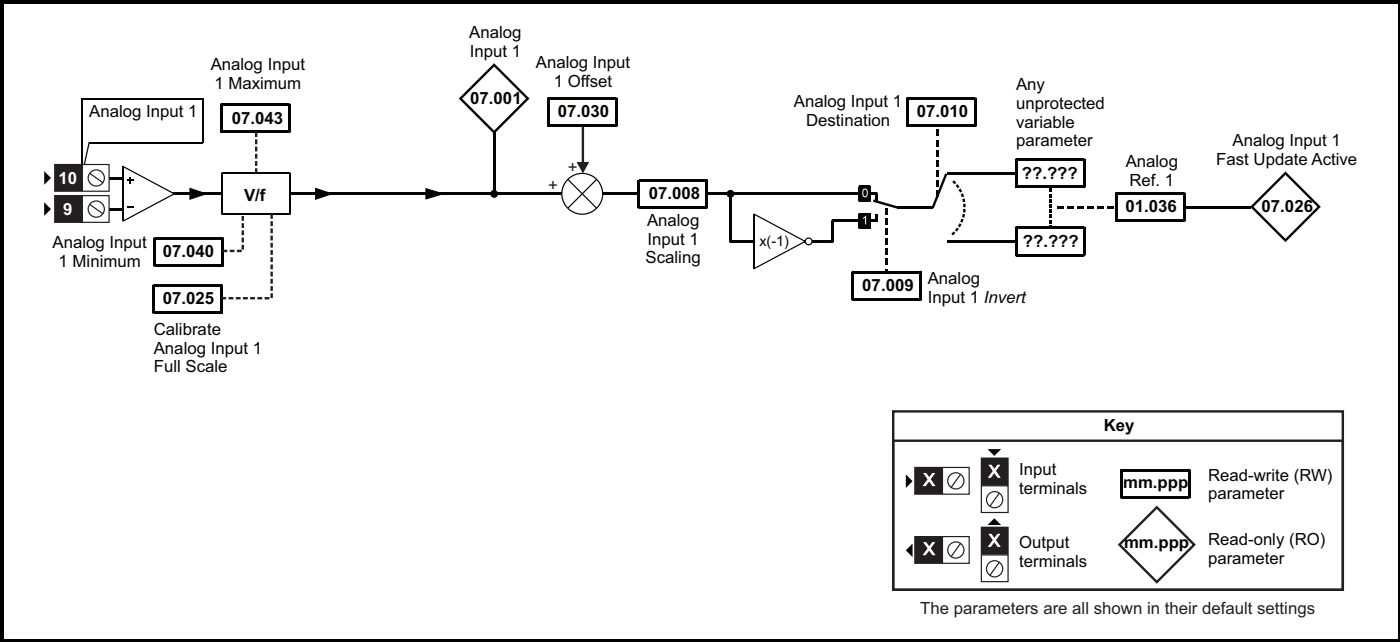 Analog Input 1
10
9
+
−
Analog Input
1 Maximum
07.043
V/f
Analog Input
1 Minimum
07.040
07.025
Calibrate
Analog Input 1
Full Scale
Analog
Input 1
07.001
Analog Input
1 Offset
07.030
+
+
07.008
Analog
Input 1
Scaling
x(-1)
0
1
Analog Input 1
Destination
07.010
07.009
Analog
Input 1 Invert
Any
unprotected
variable
parameter
??.???
??.???
Analog
Ref. 1
01.036
Analog Input 1
Fast Update Active
07.026
Key
X
X
Input
terminals
mm.ppp
Read-write (RW)
parameter
X
X
Output
terminals
mm.ppp
Read-only (RO)
parameter
The parameters are all shown in their default settings